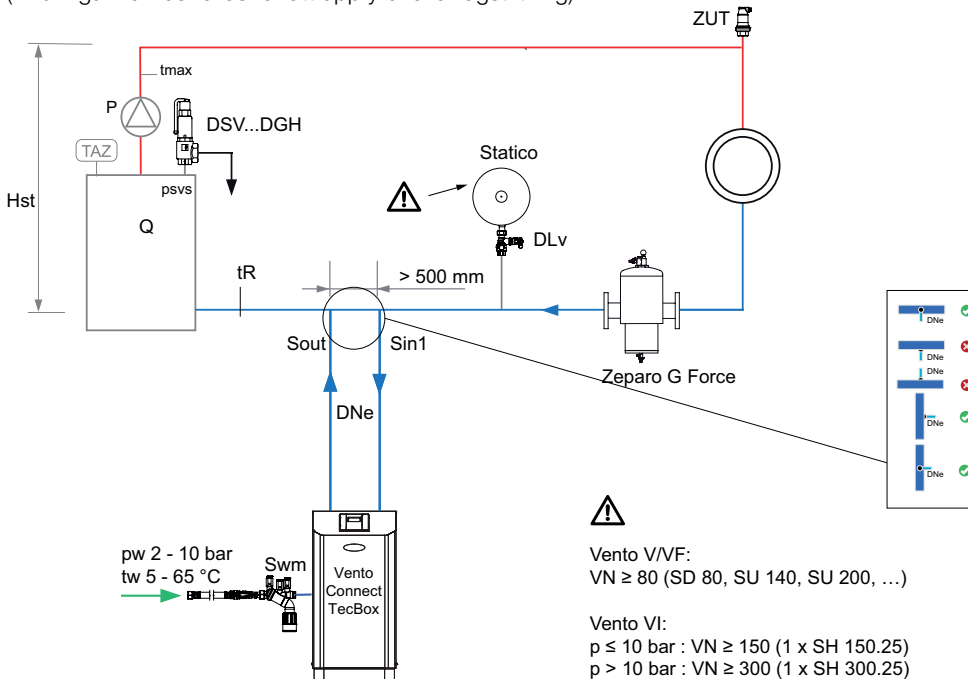 ZUT
tmax
P
DSV...DGH
TAZ
Statico
psvs
Hst
Q
DLv
tR
> 500 mm
DNe
DNe
DNe
Sout
Sin1
Zeparo G Force
DNe
DNe
DNe
pw 2 - 10 bar
tw 5 - 65 °C
Swm
Vento
Connect
TecBox
Vento V/VF:
VN ≥ 80 (SD 80, SU 140, SU 200, …)
Vento VI:
p ≤ 10 bar : VN ≥ 150 (1 x SH 150.25)
p > 10 bar : VN ≥ 300 (1 x SH 300.25)